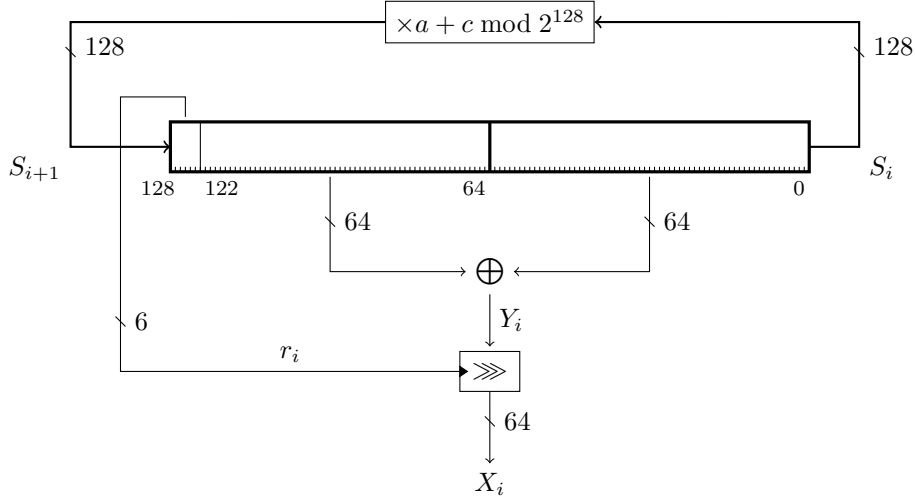 ×a + c mod 2^128
128
128
S_{i+1}
S_i
128
122
64
0
64
64
⊕
6
Y_i
r_i
⋙
64
X_i